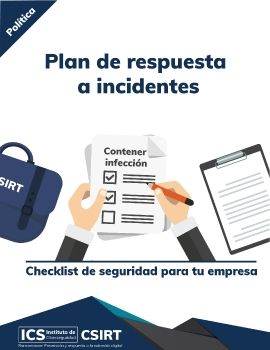 Política
Plan de respuesta
a incidentes
Contener
infección
CSIRT
Checklist de seguridad para tu empresa
ICS Instituto de
Ciberseguridad
CSIRT